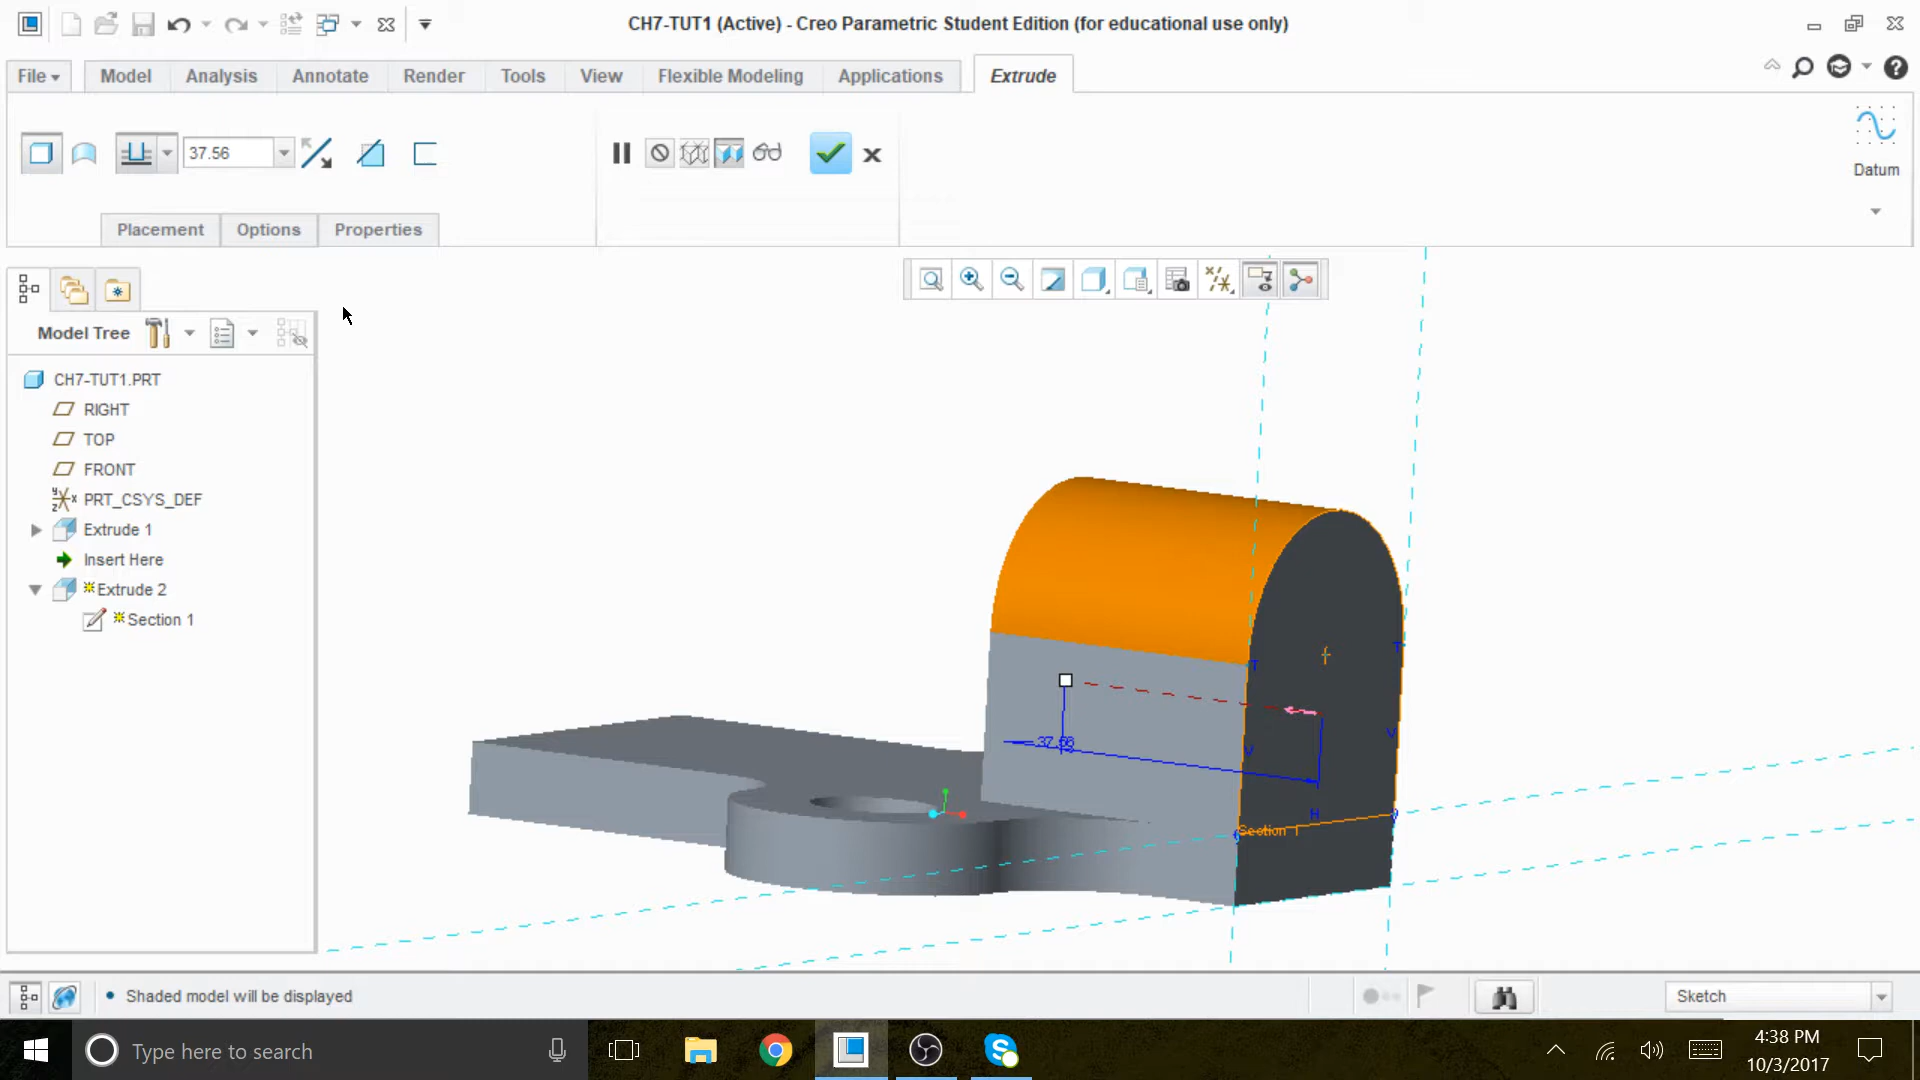 CH7-TUT1 (Active) - Creo Parametric Student Edition (for educational use only)
File Model Analysis Annotate Render Tools View Flexible Modeling Applications Extrude
37.56
Datum
Placement Options Properties
Model Tree
CH7-TUT1.PRT
RIGHT
TOP
FRONT
PRT_CSYS_DEF
Extrude 1
Insert Here
Extrude 2
Section 1
T
T
V
37.56
V
H
Section 1
Shaded model will be displayed
Sketch
Type here to search
4:38 PM
10/3/2017